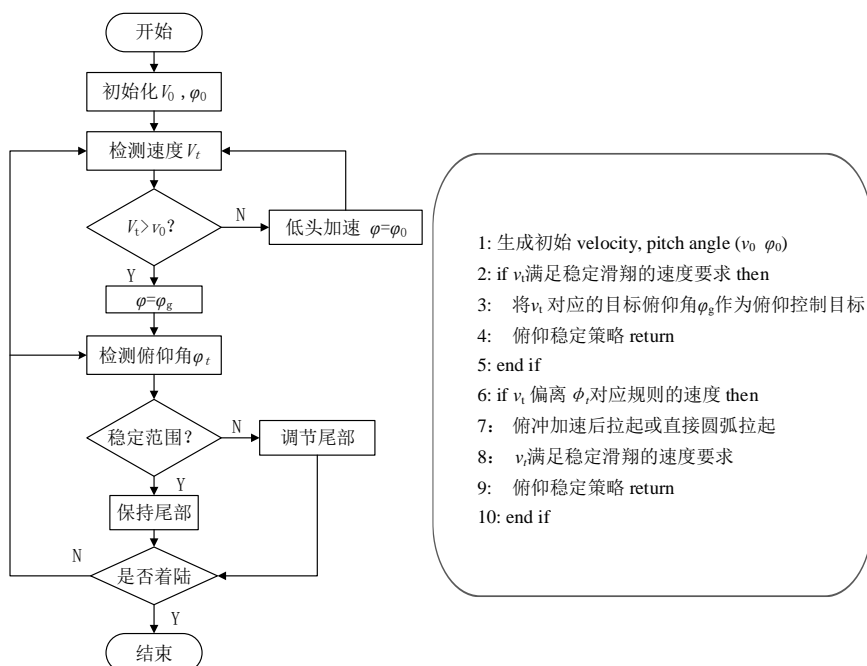 开始
初始化V₀ ,φ₀
检测速度Vₜ
Vₜ>v₀?
N
低头加速 φ=φ₀
Y
φ=φg
检测俯仰角φₜ
稳定范围?
N
调节尾部
Y
保持尾部
N
是否着陆
Y
结束
1: 生成初始 velocity, pitch angle (v₀ φ₀)
2: if vₜ满足稳定滑翔的速度要求 then
3: 将vₜ 对应的目标俯仰角φg作为俯仰控制目标
4: 俯仰稳定策略 return
5: end if
6: if vₜ 偏离 ϕₜ对应规则的速度 then
7: 俯冲加速后拉起或直接圆弧拉起
8: vₜ满足稳定滑翔的速度要求
9: 俯仰稳定策略 return
10: end if